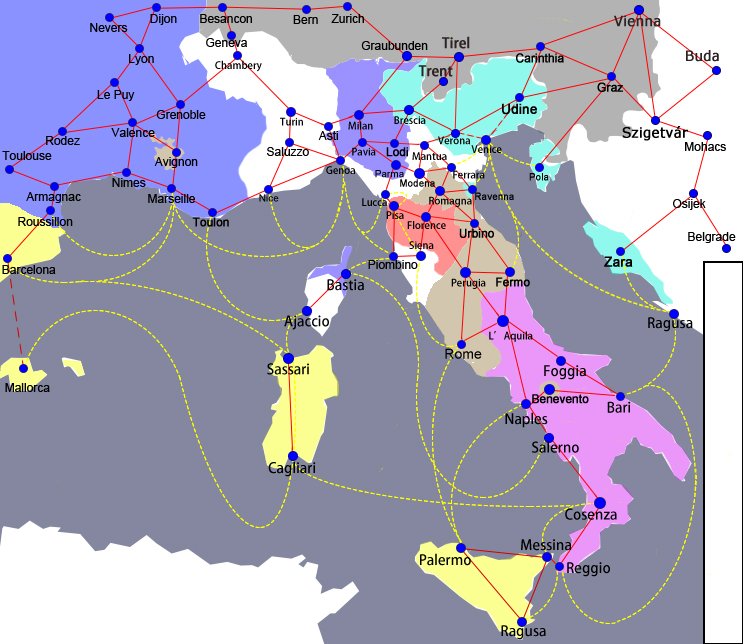 Nevers
Dijon
Besancon
Bern
Zurich
Vienna
Geneva
Graubunden
Tirel
Lyon
Chambery
Carinthia
Buda
Trent
Le Puy
Grenoble
Graz
Udine
Turin
Milan
Brescia
Szigetvár
Rodez
Valence
Asti
Verona
Venice
Mohacs
Toulouse
Avignon
Saluzzo
Pavia
Lodi
Mantua
Genoa
Parma
Ferrara
Pola
Modena
Armagnac
Nimes
Marseille
Nice
Lucca
Romagna
Ravenna
Osijek
Roussillon
Toulon
Pisa
Florence
Urbino
Belgrade
Siena
Barcelona
Piombino
Zara
Bastia
Perugia
Fermo
Ajaccio
Ragusa
L´ Aquila
Rome
Sassari
Foggia
Mallorca
Benevento
Bari
Naples
Salerno
Cagliari
Cosenza
Messina
Palermo
Reggio
Ragusa